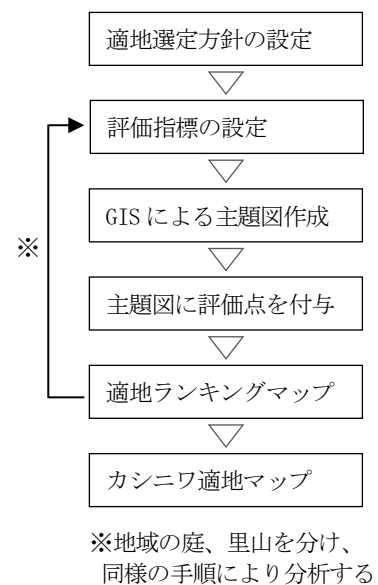 適地選定方針の設定
評価指標の設定
GISによる主題図作成
※
主題図に評価点を付与
適地ランキングマップ
カシニワ適地マップ
※地域の庭、里山を分け、
同様の手順により分析する